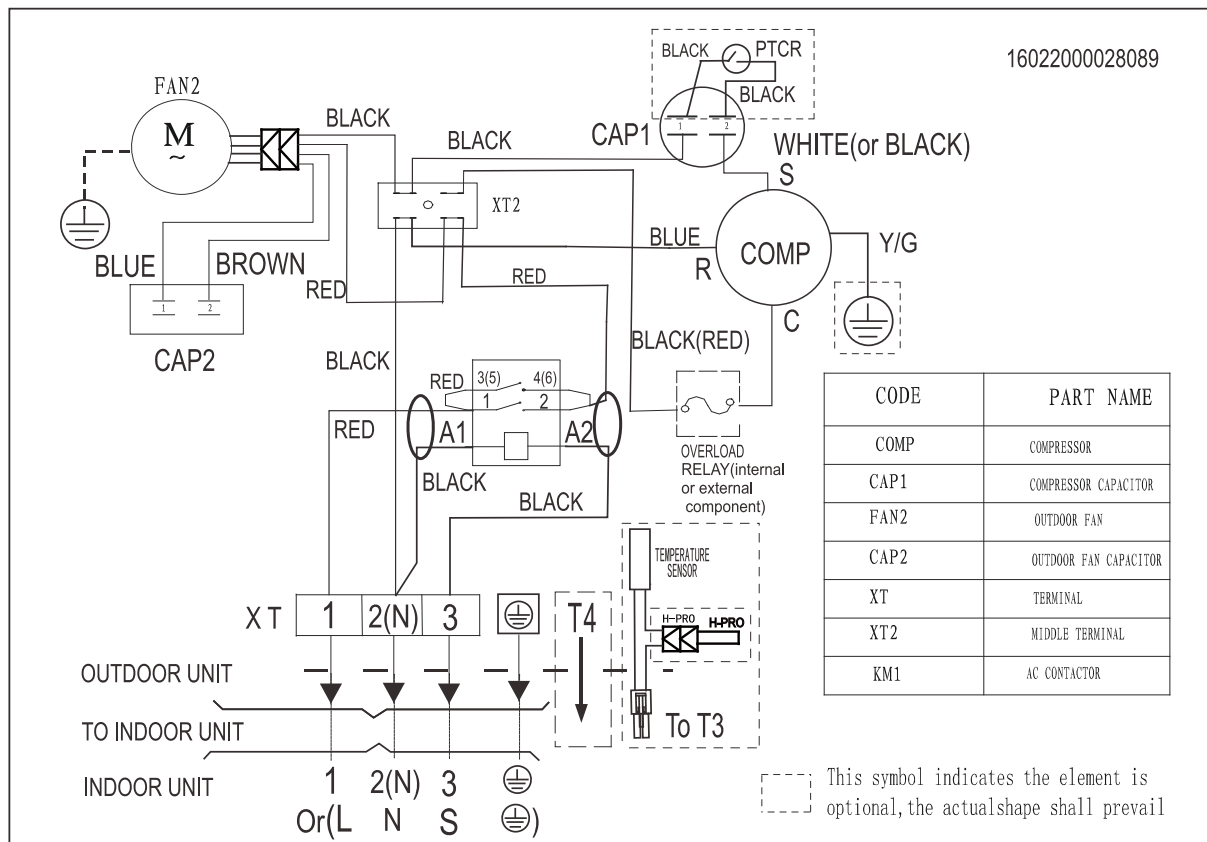 16022000028089
BLACK
PTCR
BLACK
FAN2
M
~
BLACK
BLACK
CAP1
1
2
WHITE(or BLACK)
S
XT2
BLUE
R
COMP
Y/G
C
BLUE
BROWN
RED
RED
1
2
CAP2
BLACK
BLACK(RED)
RED
3(5)
4(6)
1
2
RED
A1
A2
BLACK
BLACK
OVERLOAD
RELAY(internal
or external
component)
CODE
PART NAME
COMP
COMPRESSOR
CAP1
COMPRESSOR CAPACITOR
FAN2
OUTDOOR FAN
CAP2
OUTDOOR FAN CAPACITOR
XT
TERMINAL
XT2
MIDDLE TERMINAL
KM1
AC CONTACTOR
TEMPERATURE
SENSOR
H-PRO
H-PRO
To T3
T4
XT
1
2(N)
3
OUTDOOR UNIT
TO INDOOR UNIT
INDOOR UNIT
1
2(N)
3
Or(L
N
S
)
This symbol indicates the element is
optional,the actualshape shall prevail